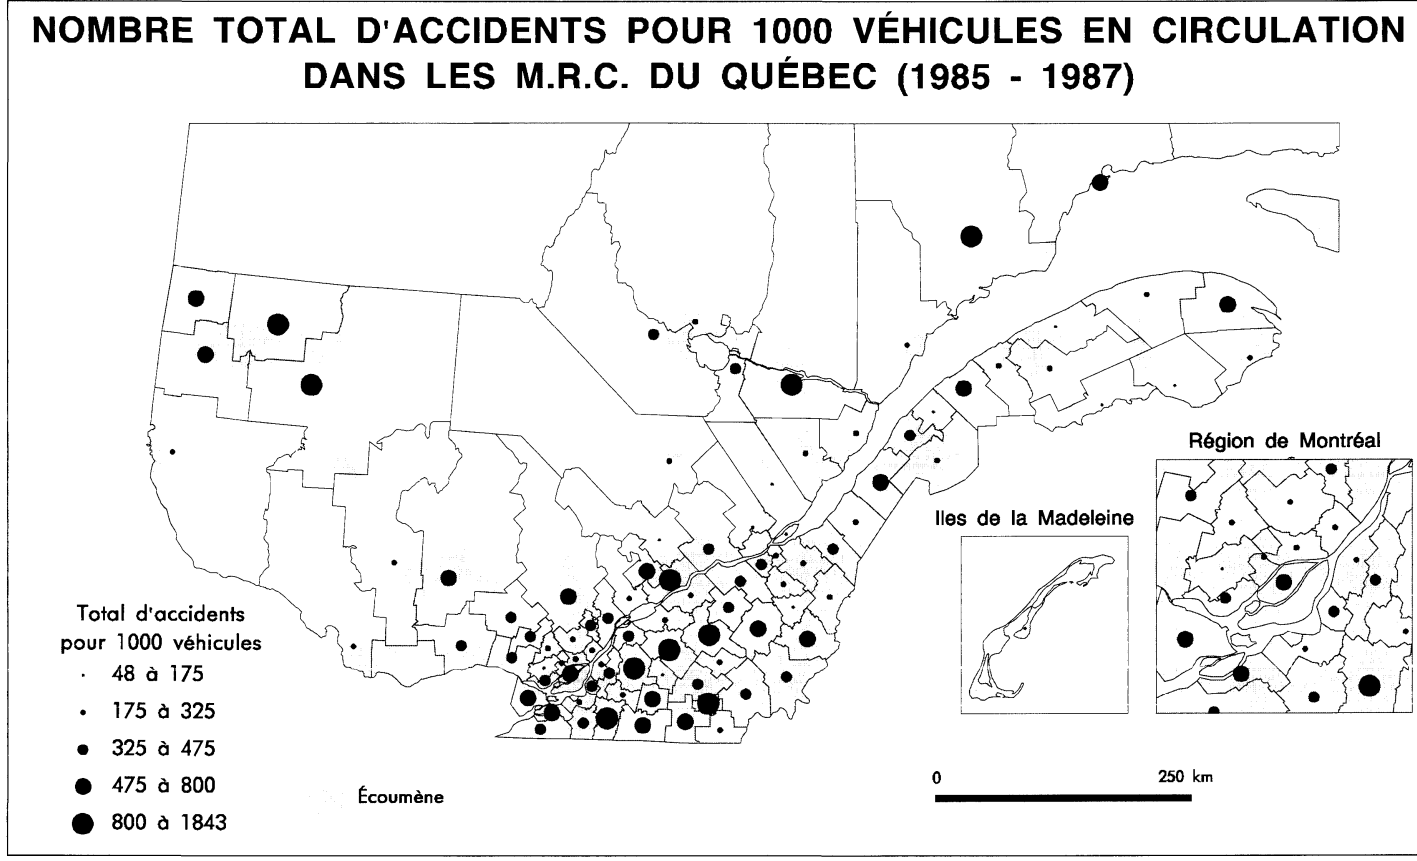 NOMBRE TOTAL D'ACCIDENTS POUR 1000 VÉHICULES EN CIRCULATION
DANS LES M.R.C. DU QUÉBEC (1985 - 1987)
Région de Montréal
Iles de la Madeleine
Total d'accidents
pour 1000 véhicules
48 à 175
175 à 325
325 à 475
475 à 800
800 à 1843
Écoumène
0 250 km